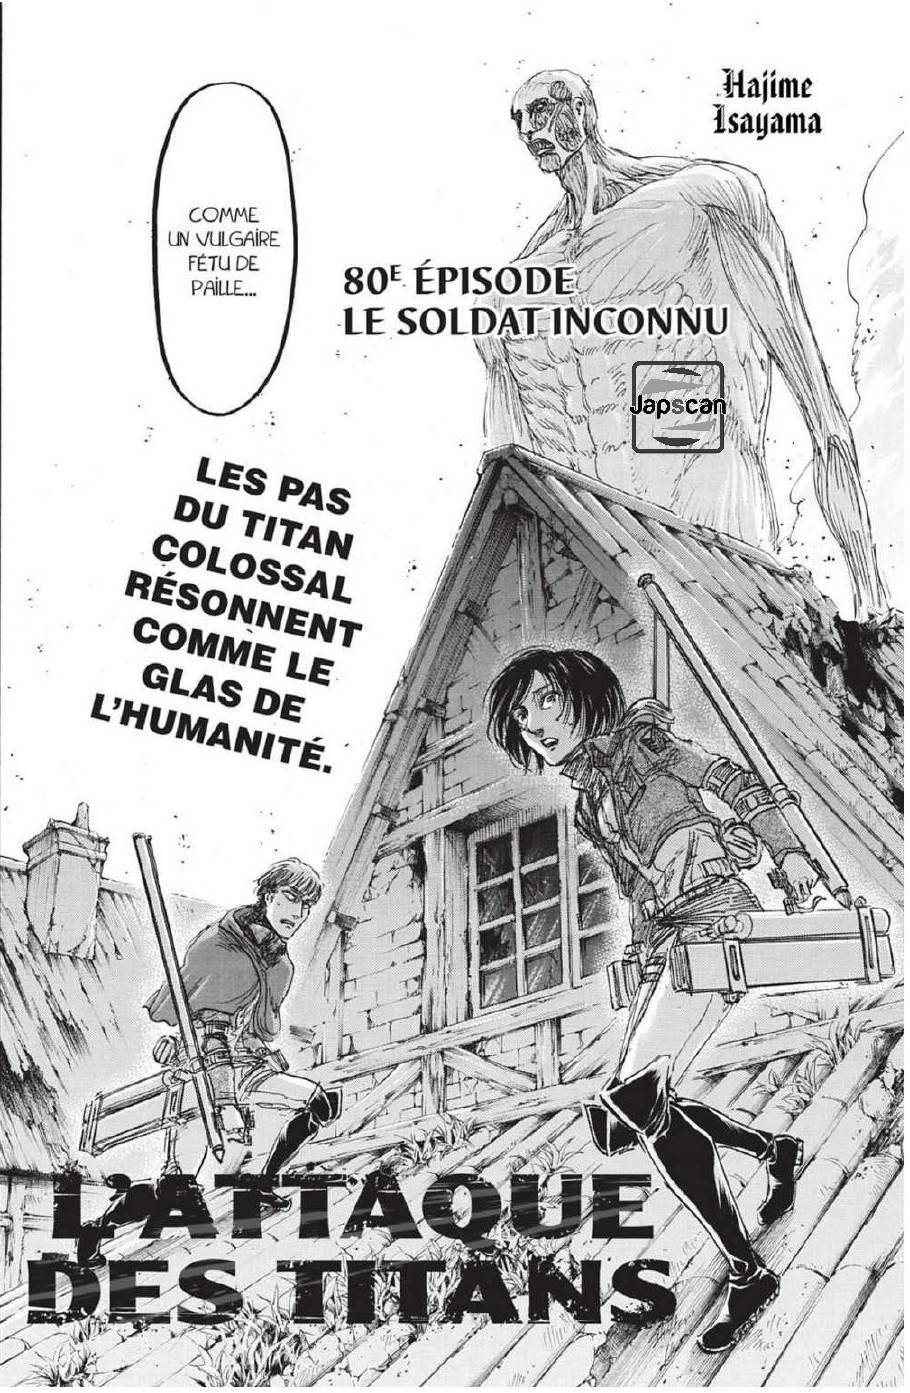 Hajime
Isayama
COMME
UN VULGAIRE
FÉTU DE
PAILLE...
80E ÉPISODE
LE SOLDAT INCONNU
Japscan
LES PAS
DU TITAN
COLOSSAL
RÉSONNENT
COMME LE
GLAS DE
L'HUMANITÉ.
L'ATTAQUE
DES TITANS